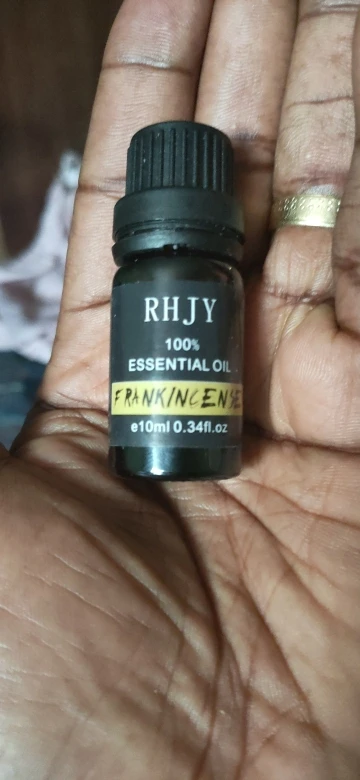 RHJY
100%
ESSENTIAL OIL
FRANKINCENSE
e10ml 0.34fl.oz